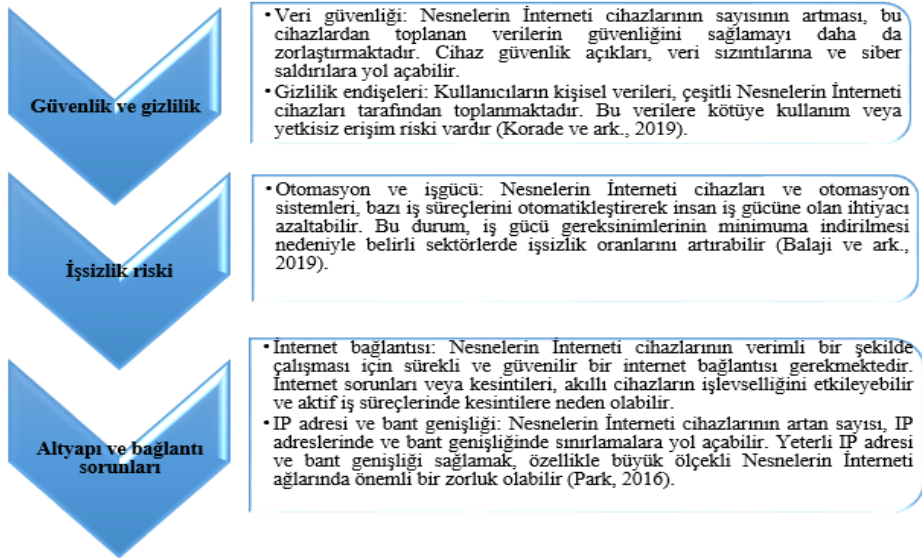 Güvenlik ve gizlilik
• Veri güvenliği: Nesnelerin İnterneti cihazlarının sayısının artması, bu
cihazlardan toplanan verilerin güvenliğini sağlamayı daha da
zorlaştırmaktadır. Cihaz güvenlik açıkları, veri sızıntılarına ve siber
saldırılara yol açabilir.
• Gizlilik endişeleri: Kullanıcıların kişisel verileri, çeşitli Nesnelerin İnterneti
cihazları tarafından toplanmaktadır. Bu verilere kötüye kullanım veya
yetkisiz erişim riski vardır (Korade ve ark., 2019).
İşsizlik riski
• Otomasyon ve işgücü: Nesnelerin İnterneti cihazları ve otomasyon
sistemleri, bazı iş süreçlerini otomatikleştirerek insan iş gücüne olan ihtiyacı
azaltabilir. Bu durum, iş gücü gereksinimlerinin minimuma indirilmesi
nedeniyle belirli sektörlerde işsizlik oranlarını artırabilir (Balaji ve ark.,
2019).
Altyapı ve bağlantı
sorunları
• İnternet bağlantısı: Nesnelerin İnterneti cihazlarının verimli bir şekilde
çalışması için sürekli ve güvenilir bir internet bağlantısı gerekmektedir.
İnternet sorunları veya kesintileri, akıllı cihazların işlevselliğini etkileyebilir
ve aktif iş süreçlerinde kesintilere neden olabilir.
• IP adresi ve bant genişliği: Nesnelerin İnterneti cihazlarının artan sayısı, IP
adreslerinde ve bant genişliğinde sınırlamalara yol açabilir. Yeterli IP adresi
ve bant genişliği sağlamak, özellikle büyük ölçekli Nesnelerin İnterneti
ağlarında önemli bir zorluk olabilir (Park, 2016).